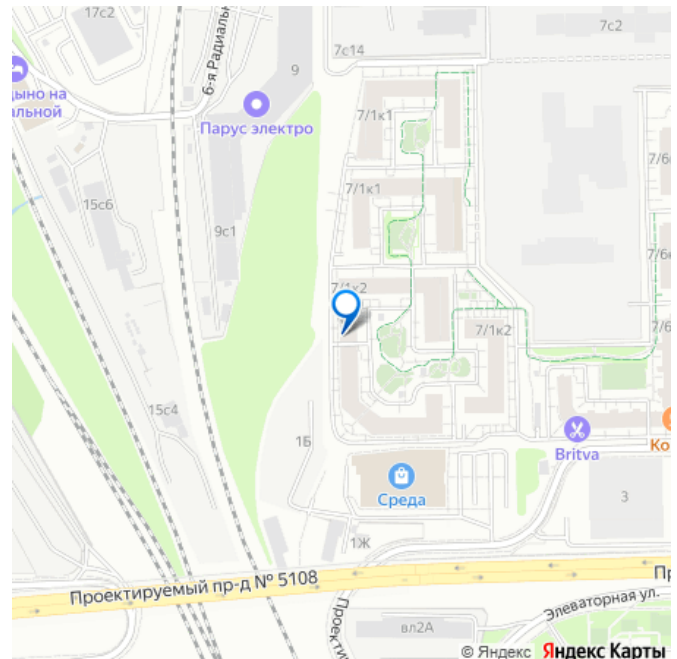 17с2
7с14
7с2
6-я Радиаль
9
ыно на
альной
Парус электро
7/1к1
7/6
15с6
7/1к1
9с1
7/6
7/1к2
7/1к2
7/6
15с4
1Б
Britva
Ко
Среда
3
1Ж
Проектируемый пр-д № 5108
Пр
Элеваторная ул.
Проекти
вл2А
© Яндекс Яндекс Карты